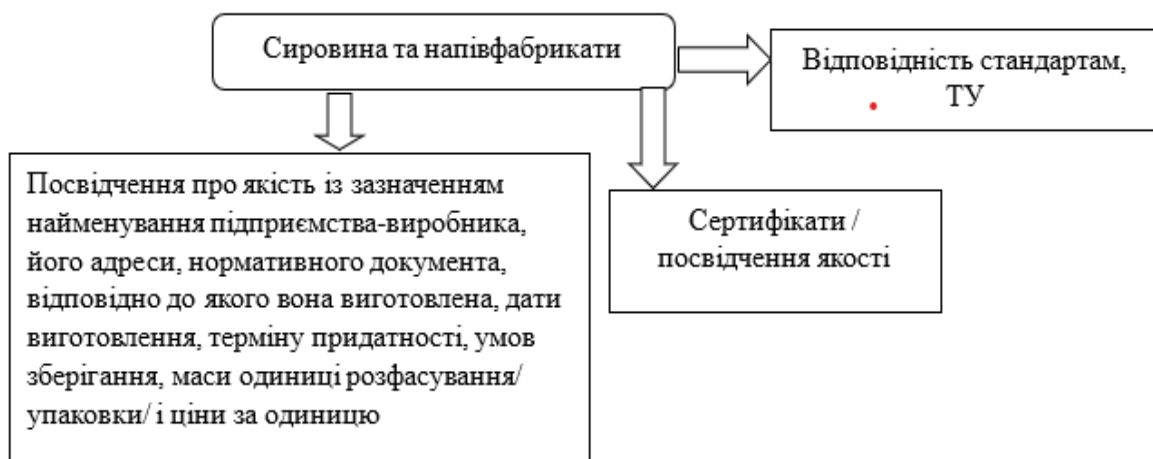 Сировина та напівфабрикати
Відповідність стандартам,
ТУ
Посвідчення про якість із зазначенням
найменування підприємства-виробника,
його адреси, нормативного документа,
відповідно до якого вона виготовлена, дати
виготовлення, терміну придатності, умов
зберігання, маси одиниці розфасування/
упаковки/ і ціни за одиницю
Сертифікати /
посвідчення якості